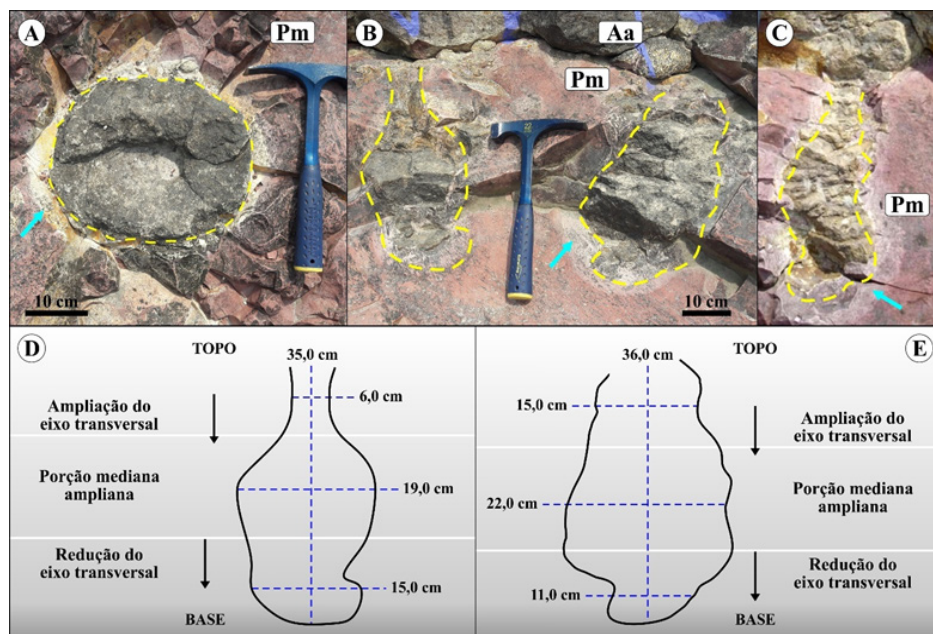 A
Pm
10 cm
B
Aa
Pm
10 cm
C
Pm
D
TOPO
35,0 cm
6,0 cm
Ampliação do
eixo transversal
Porção mediana
ampliana
19,0 cm
Redução do
eixo transversal
15,0 cm
BASE
E
TOPO
36,0 cm
15,0 cm
Ampliação do
eixo transversal
Porção mediana
ampliana
22,0 cm
Redução do
eixo transversal
11,0 cm
BASE